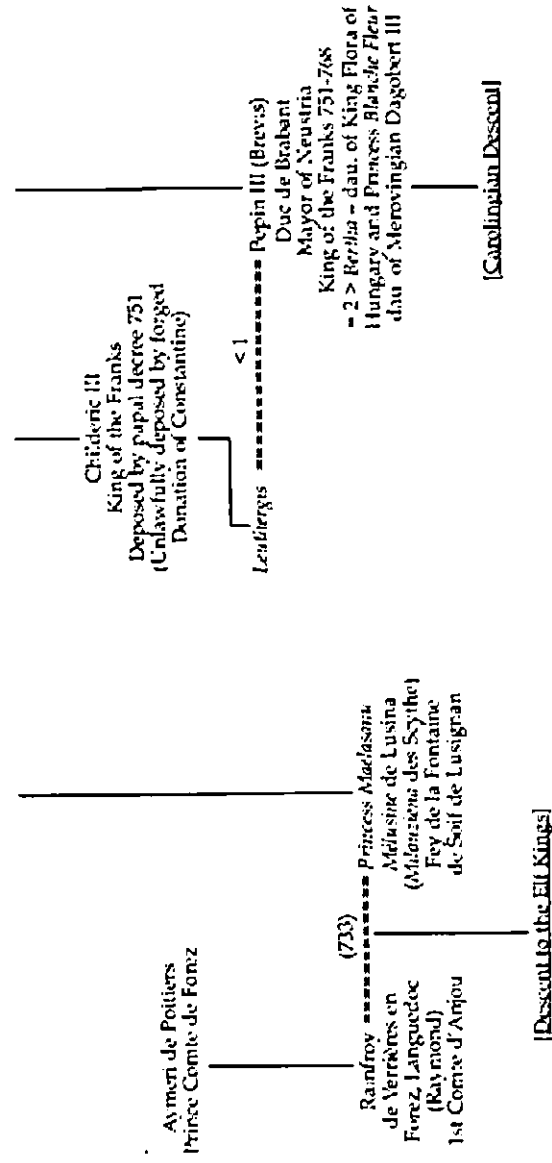 Aymeri de Poitiers
Prince Comte de Forez
Rainfroy
de Verrières en
Forez, Languedoc
(Raymond)
1st Comte d'Anjou
(733)
Princess Maelasanu
Melusine de Lusina
(Milouziana des Scythe)
Fey de la Fontaine
de Soif de Lusignan
[Descent to the Elf Kings]
Childeric III
King of the Franks
Deposed by papal decree 751
(Unlawfully deposed by forged
Donation of Constantine)
Leuthergis
< 1
Pepin III (Brevis)
Duc de Brabant
Mayor of Neustria
King of the Franks 751-768
= 2 > Bertha - dau. of King Flora of
Hungary and Princess Blanche Fleur
dau. of Merovingian Dagobert III
[Carolingian Descent]